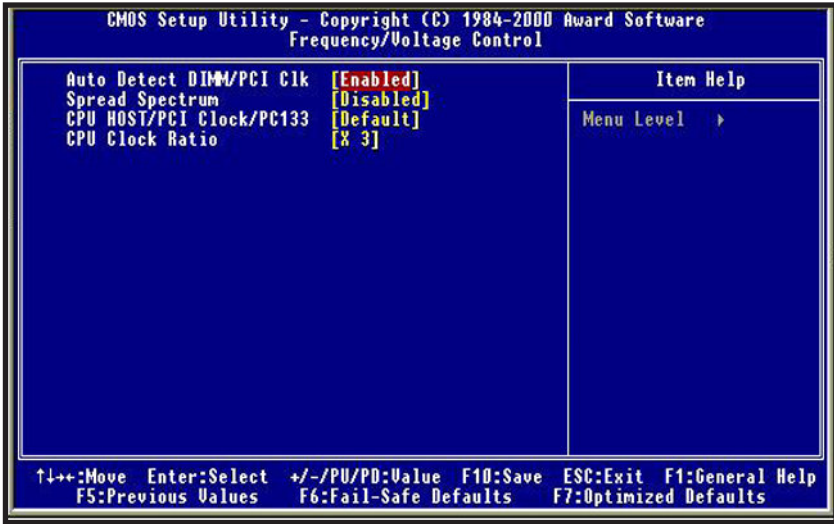 CMOS Setup Utility - Copyright (C) 1984-2000 Award Software
Frequency/Voltage Control
Auto Detect DIMM/PCI Clk [Enabled]
Spread Spectrum [Disabled]
CPU HOST/PCI Clock/PC133 [Default]
CPU Clock Ratio [X 3]
Item Help
Menu Level ▸
↑↓→←:Move Enter:Select +/-/PU/PD:Value F10:Save ESC:Exit F1:General Help
F5:Previous Values F6:Fail-Safe Defaults F7:Optimized Defaults